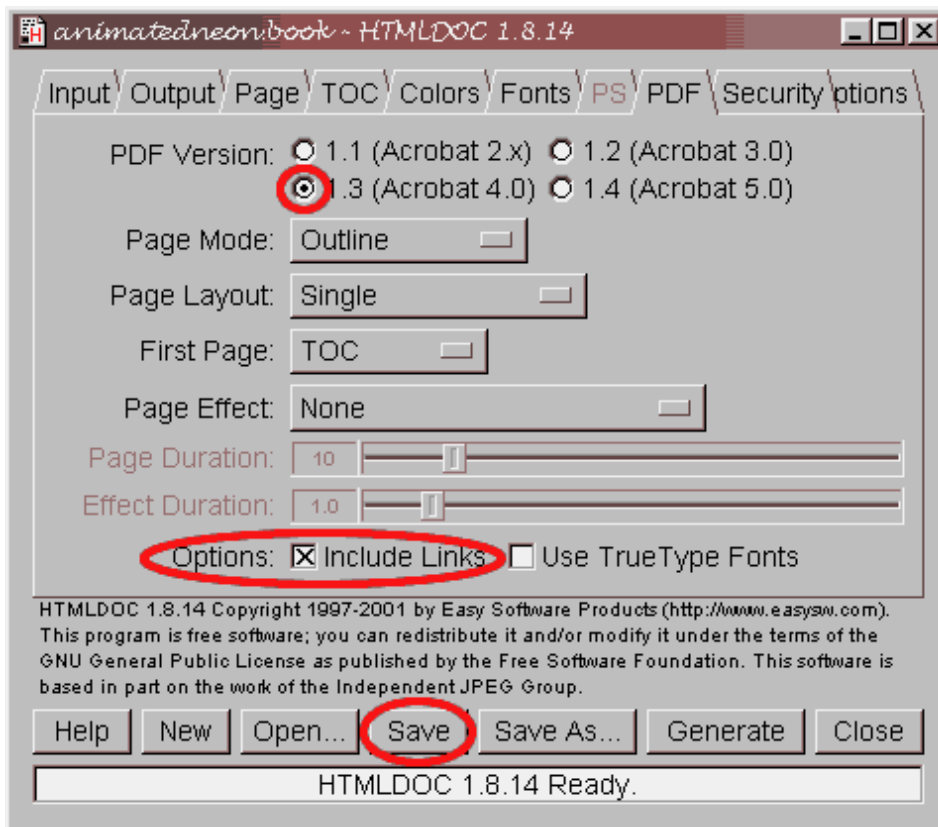 animatedneon.book - HTMLDOC 1.8.14
Input Output Page TOC Colors Fonts PS PDF Security ptions
PDF Version: 1.1 (Acrobat 2.x) 1.2 (Acrobat 3.0)
1.3 (Acrobat 4.0) 1.4 (Acrobat 5.0)
Page Mode: Outline
Page Layout: Single
First Page: TOC
Page Effect: None
Page Duration: 10
Effect Duration: 1.0
Options: Include Links Use TrueType Fonts
HTMLDOC 1.8.14 Copyright 1997-2001 by Easy Software Products (http://www.easysw.com).
This program is free software; you can redistribute it and/or modify it under the terms of the
GNU General Public License as published by the Free Software Foundation. This software is
based in part on the work of the Independent JPEG Group.
Help New Open... Save Save As... Generate Close
HTMLDOC 1.8.14 Ready.